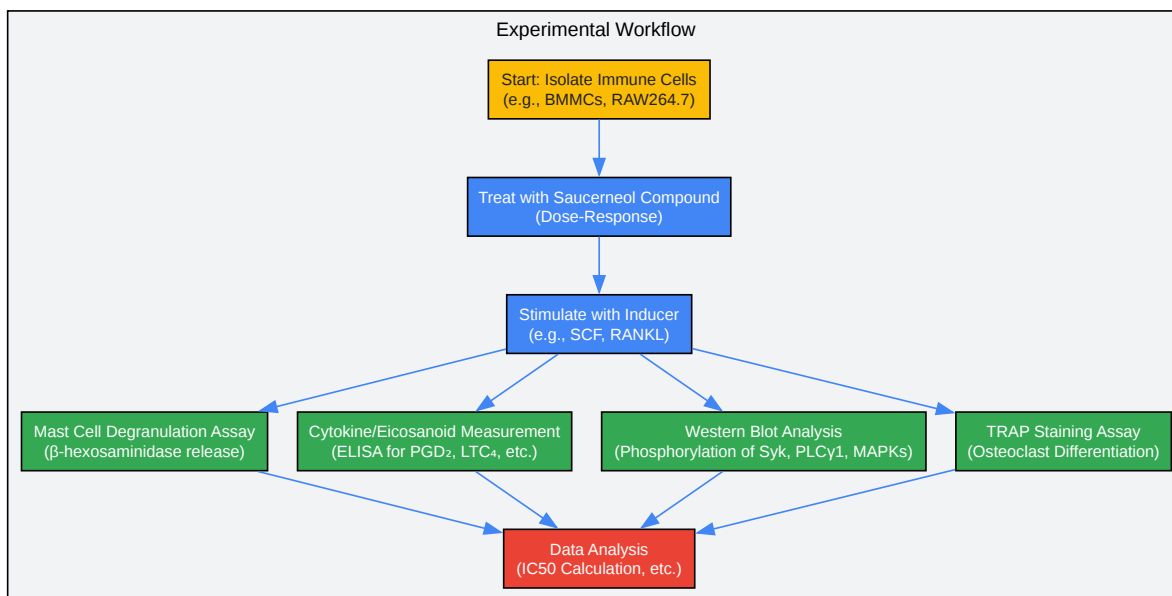 Experimental Workflow
Start: Isolate Immune Cells
(e.g., BMMCs, RAW264.7)
Treat with Saucerneol Compound
(Dose-Response)
Stimulate with Inducer
(e.g., SCF, RANKL)
Mast Cell Degranulation Assay
(β-hexosaminidase release)
Cytokine/Eicosanoid Measurement
(ELISA for PGD₂, LTC₄, etc.)
Western Blot Analysis
(Phosphorylation of Syk, PLCγ1, MAPKs)
TRAP Staining Assay
(Osteoclast Differentiation)
Data Analysis
(IC50 Calculation, etc.)